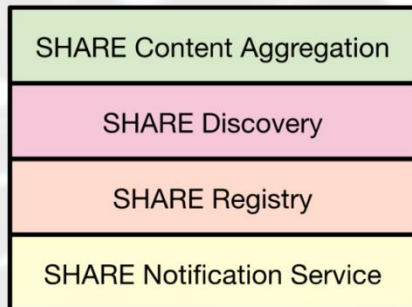 SHARE Content Aggregation
SHARE Discovery
SHARE Registry
SHARE Notification Service